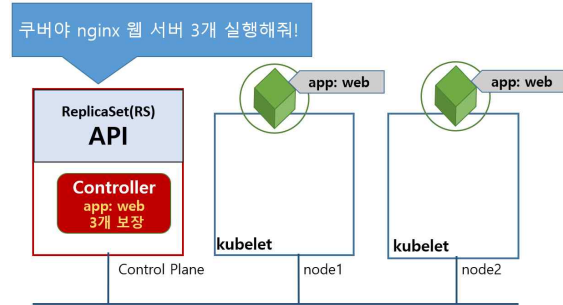 쿠버야 nginx 웹 서버 3개 실행해줘!
ReplicaSet(RS)
API
Controller
app: web
3개 보장
Control Plane
app: web
kubelet
node1
app: web
kubelet
node2